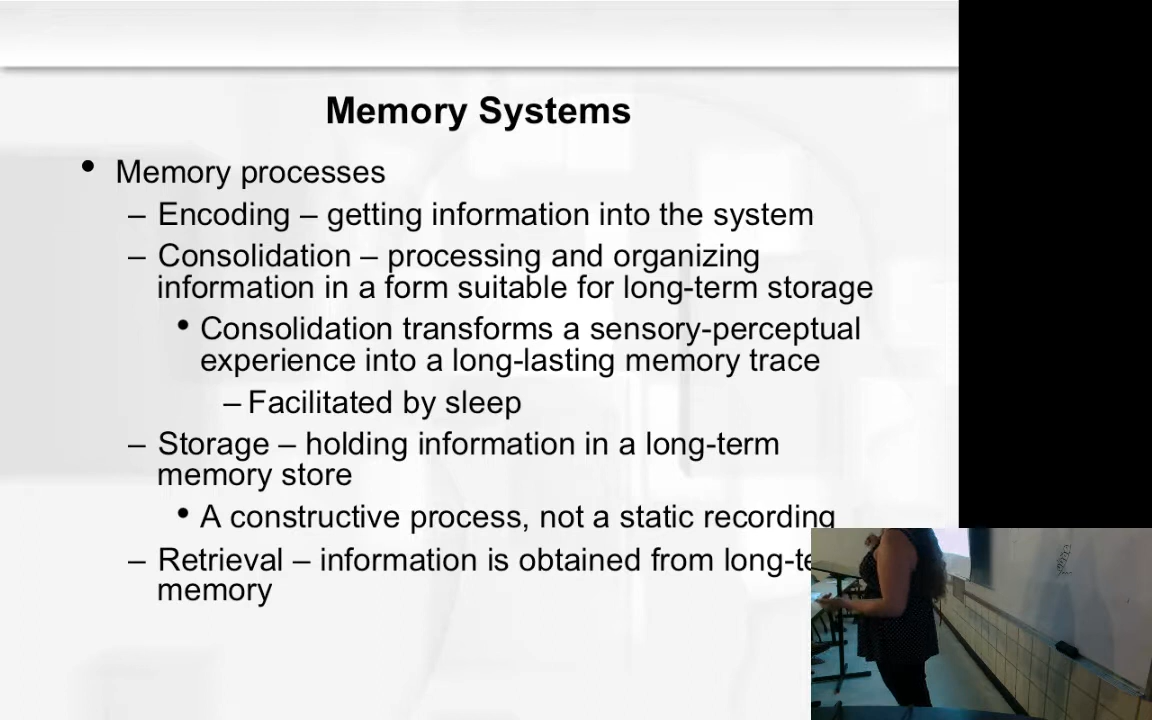 Memory Systems
• Memory processes
– Encoding – getting information into the system
– Consolidation – processing and organizing
information in a form suitable for long-term storage
• Consolidation transforms a sensory-perceptual
experience into a long-lasting memory trace
– Facilitated by sleep
– Storage – holding information in a long-term
memory store
• A constructive process, not a static recording
– Retrieval – information is obtained from
memory